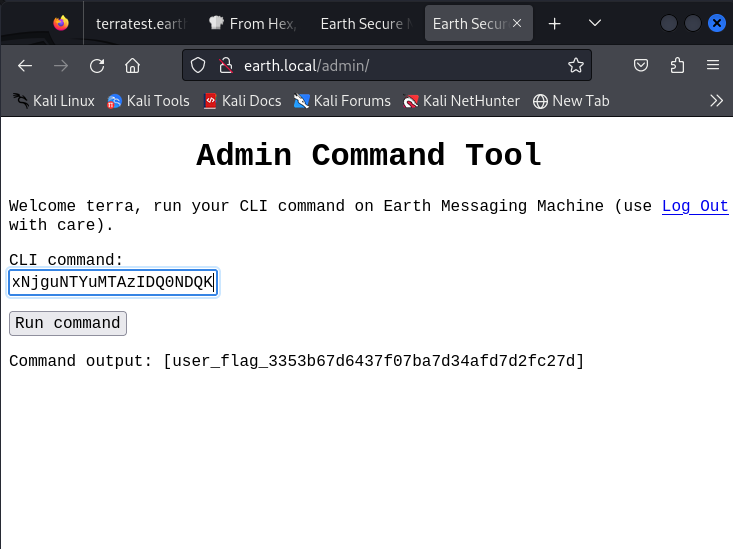 terratest.eart
From Hex,
Earth Secure M
Earth Secur
earth.local/admin/
Kali Linux
Kali Tools
Kali Docs
Kali Forums
Kali NetHunter
New Tab
Admin Command Tool
Welcome terra, run your CLI command on Earth Messaging Machine (use Log Out
with care).
CLI command:
xNjguNTYuMTAzIDQ0NDQK
Run command
Command output: [user_flag_3353b67d6437f07ba7d34afd7d2fc27d]